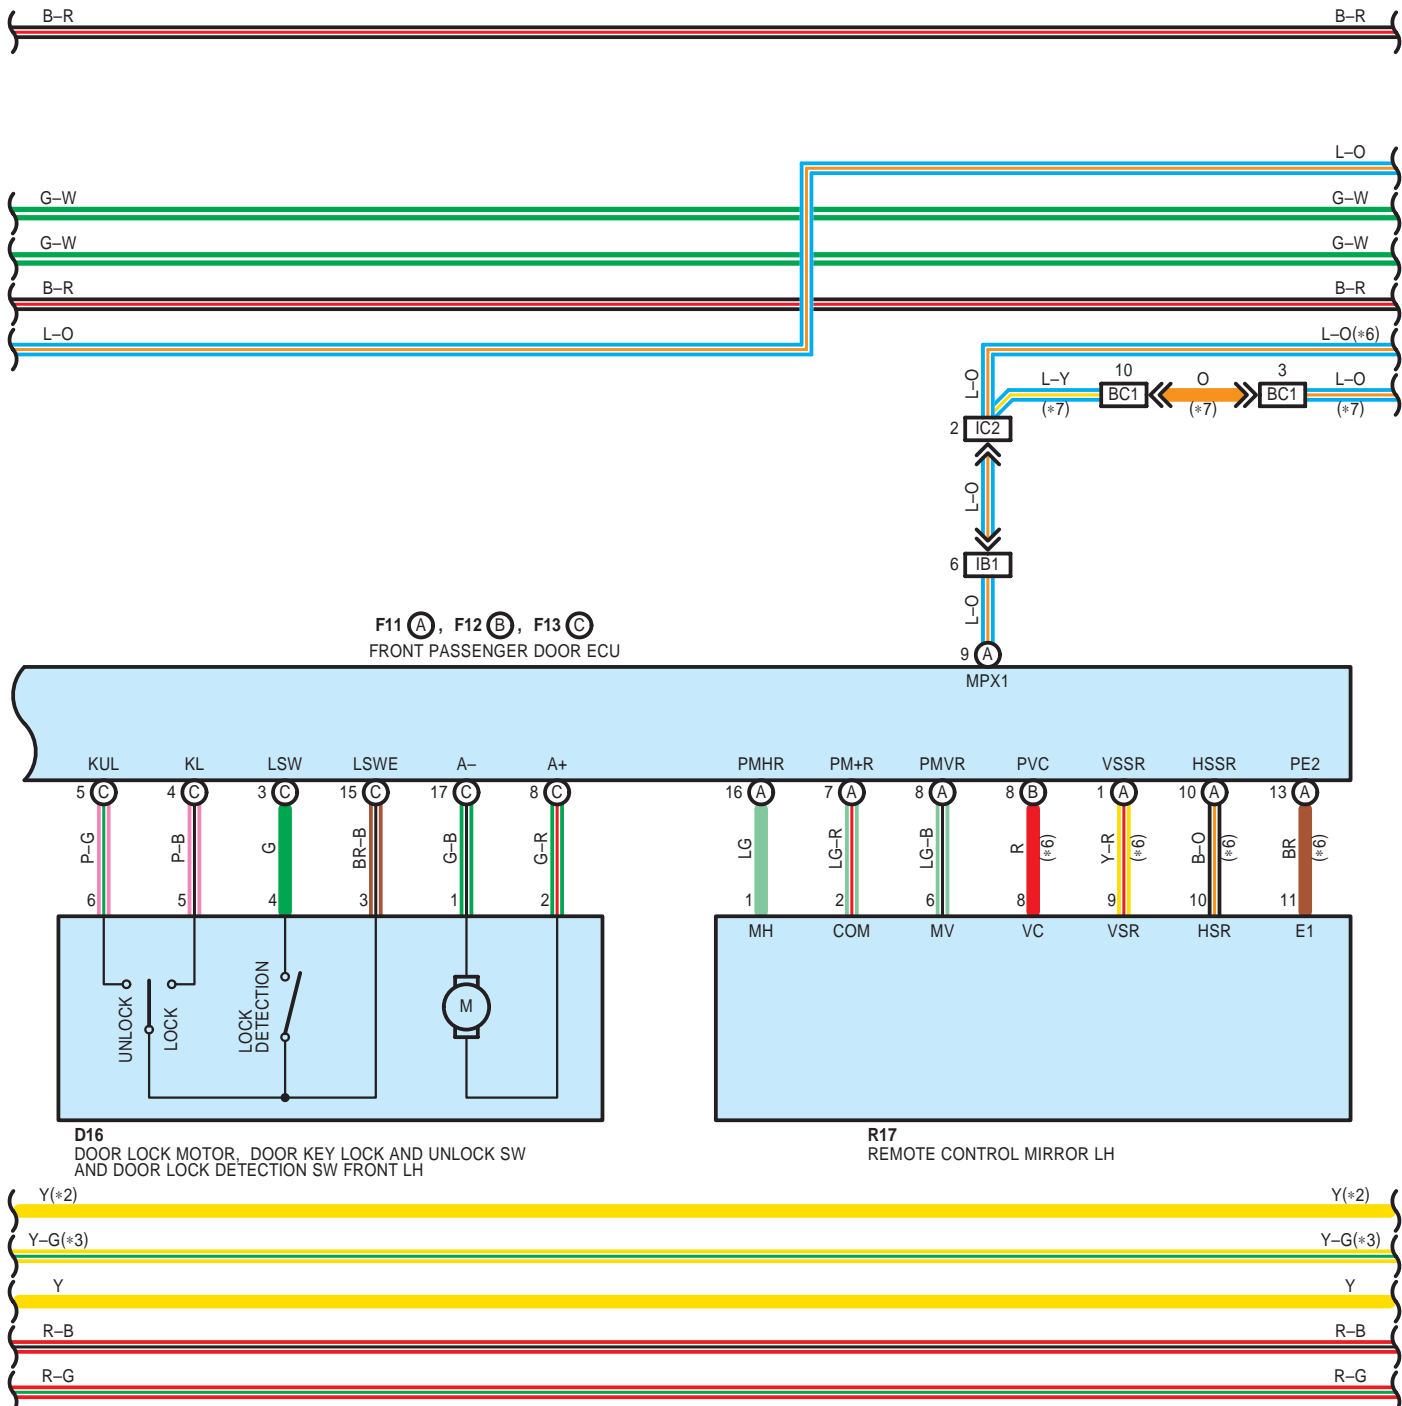 B–R B–R
L–O
G–W G–W
G–W G–W
B–R B–R
L–O L–O(*6)
L–O L–Y 10 O 3 L–O
BC1 BC1
(*7) (*7) (*7)
2 IC2
L–O
6 IB1
L–O
F11 A , F12 B , F13 C
FRONT PASSENGER DOOR ECU
9 A
MPX1
KUL KL LSW LSWE A– A+ PMHR PM+R PMVR PVC VSSR HSSR PE2
5 C 4 C 3 C 15 C 17 C 8 C 16 A 7 A 8 A 8 B 1 A 10 A 13 A
P–G P–B G BR–B G–B G–R LG LG–R LG–B R (*6) Y–R (*6) B–O (*6) BR (*6)
6 5 4 3 1 2 1 2 6 8 9 10 11
MH COM MV VC VSR HSR E1
UNLOCK LOCK LOCK DETECTION M
D16 R17
DOOR LOCK MOTOR, DOOR KEY LOCK AND UNLOCK SW REMOTE CONTROL MIRROR LH
AND DOOR LOCK DETECTION SW FRONT LH
Y(*2) Y(*2)
Y–G(*3) Y–G(*3)
Y Y
R–B R–B
R–G R–G